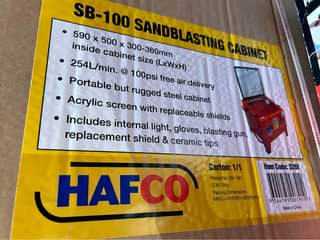 SB-100 SANDBLASTING CABINET
• 590 x 500 x 300-360mm
inside cabinet size (LxWxH)
• 254L/min. @ 100psi free air delivery
• Portable but rugged steel cabinet
• Acrylic screen with replaceable shields
• Includes internal light, gloves, blasting gun,
replacement shield & ceramic tips
HAFCO
Carton: 1/1
Item Code: